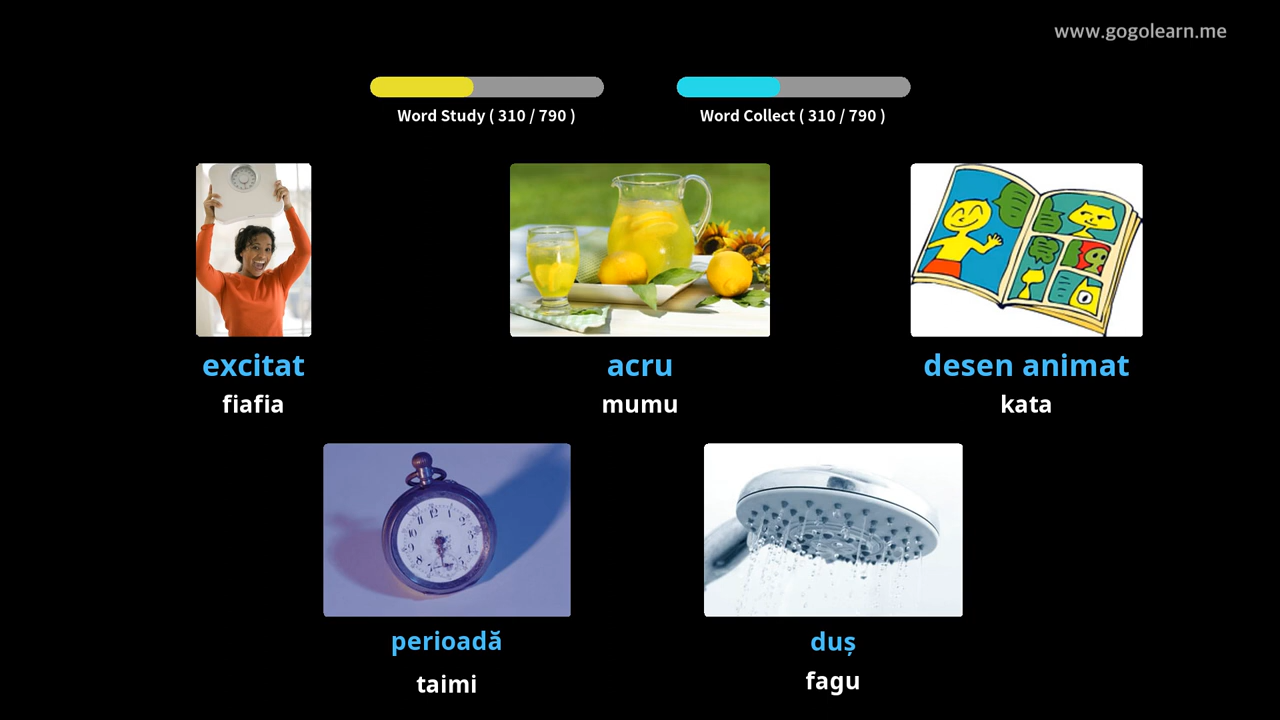 www.gogolearn.me
Word Study ( 310 / 790 )
Word Collect ( 310 / 790 )
excitat
fiafia
acru
mumu
desen animat
kata
perioadă
taimi
duș
fagu